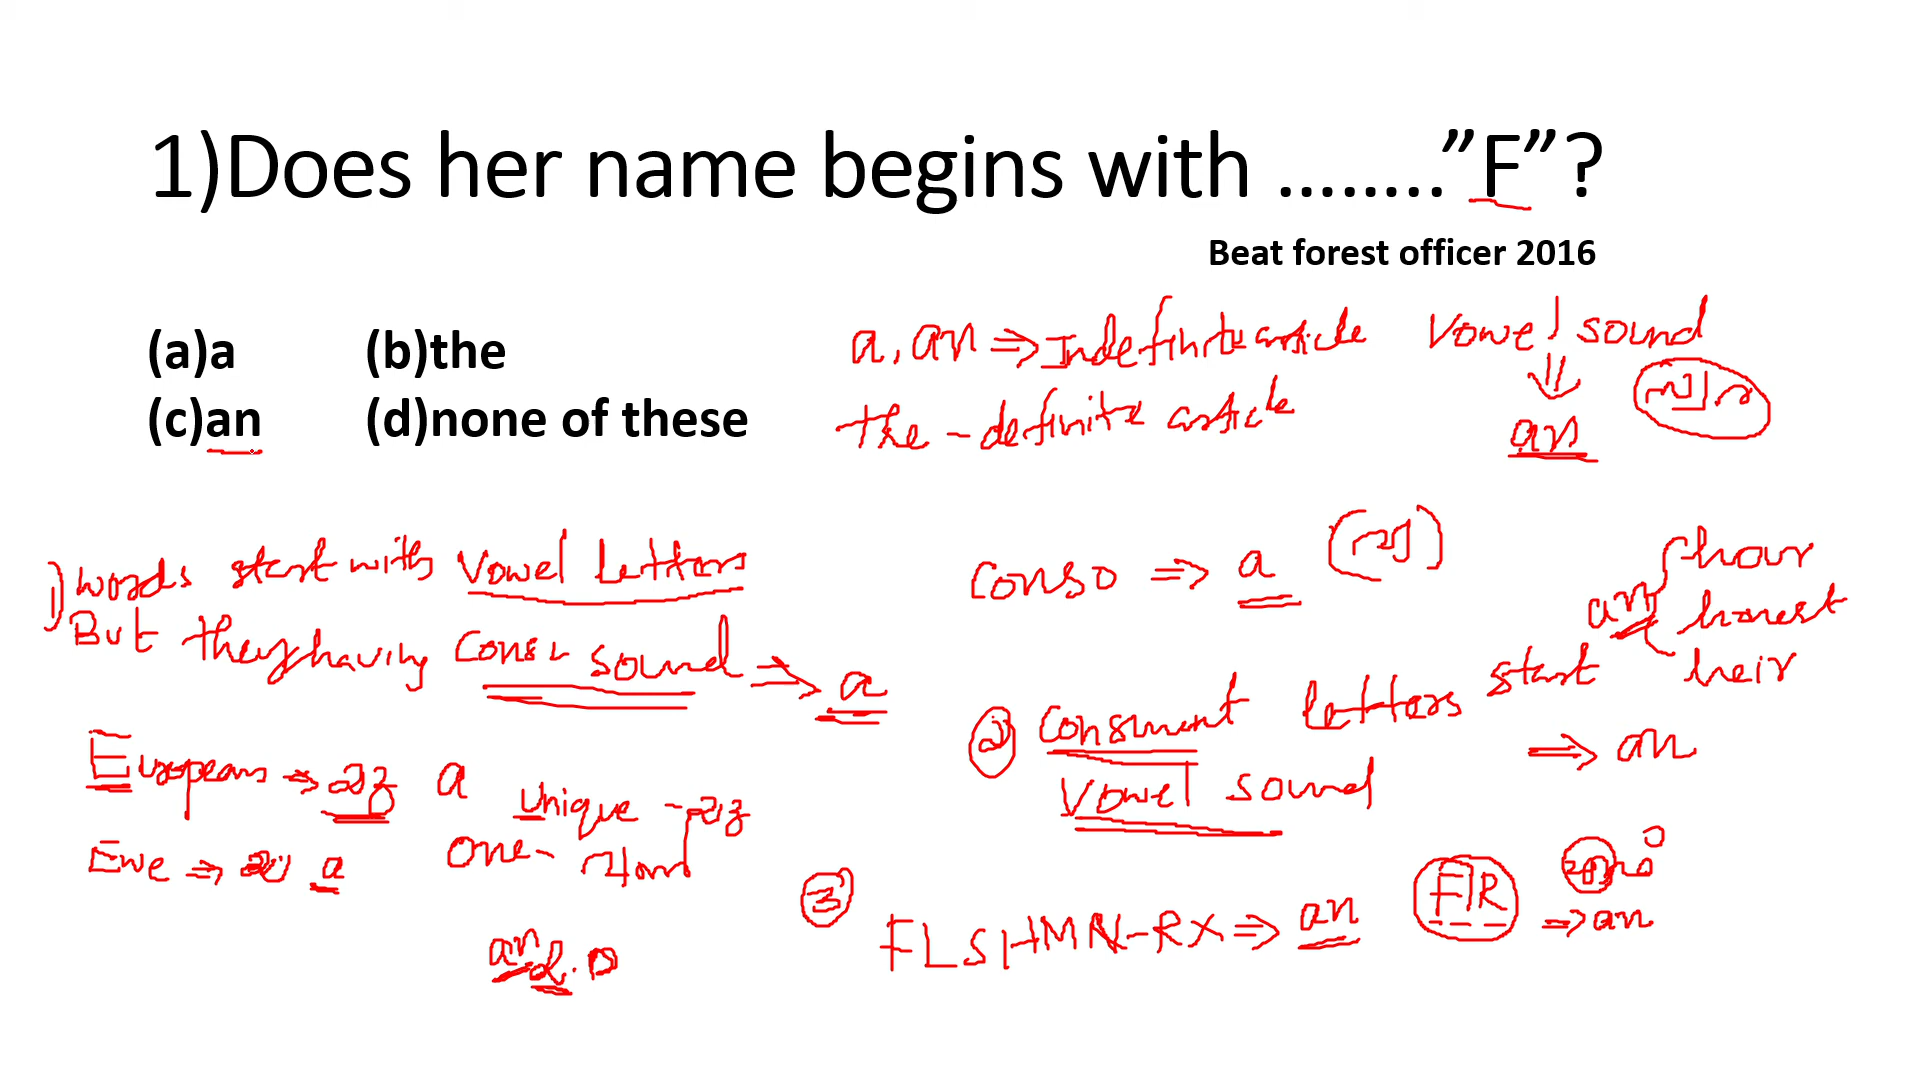 1)Does her name begins with ........”F”?
Beat forest officer 2016
(a)a (b)the
(c)an (d)none of these
a, an ⇒ Indefinite article
the - definite article
vowel sound
⇓
an
1) words start with vowel letters
But they having conso sound ⇒ a
Europeans ⇒ a
Ewe ⇒ a
Unique -
One -
an
conso ⇒ a
an hour
honest
heir
2 consonant letters start
vowel sound ⇒ an
3 FLSHMN-RX ⇒ an
FIR ⇒ an